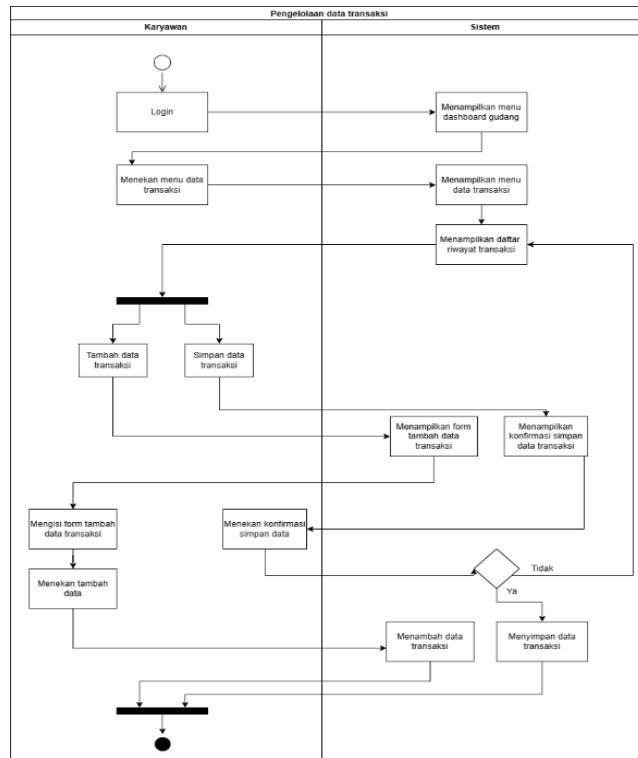 Pengelolaan data transaksi
Karyawan
Sistem
Login
Menampilkan menu
dashboard gudang
Menekan menu data
transaksi
Menampilkan menu
data transaksi
Menampilkan daftar
riwayat transaksi
Tambah data
transaksi
Simpan data
transaksi
Menampilkan form
tambah data
transaksi
Menampilkan
konfirmasi simpan
data transaksi
Mengisi form tambah
data transaksi
Menekan konfirmasi
simpan data
Menekan tambah
data
Tidak
Ya
Menambah data
transaksi
Menyimpan data
transaksi